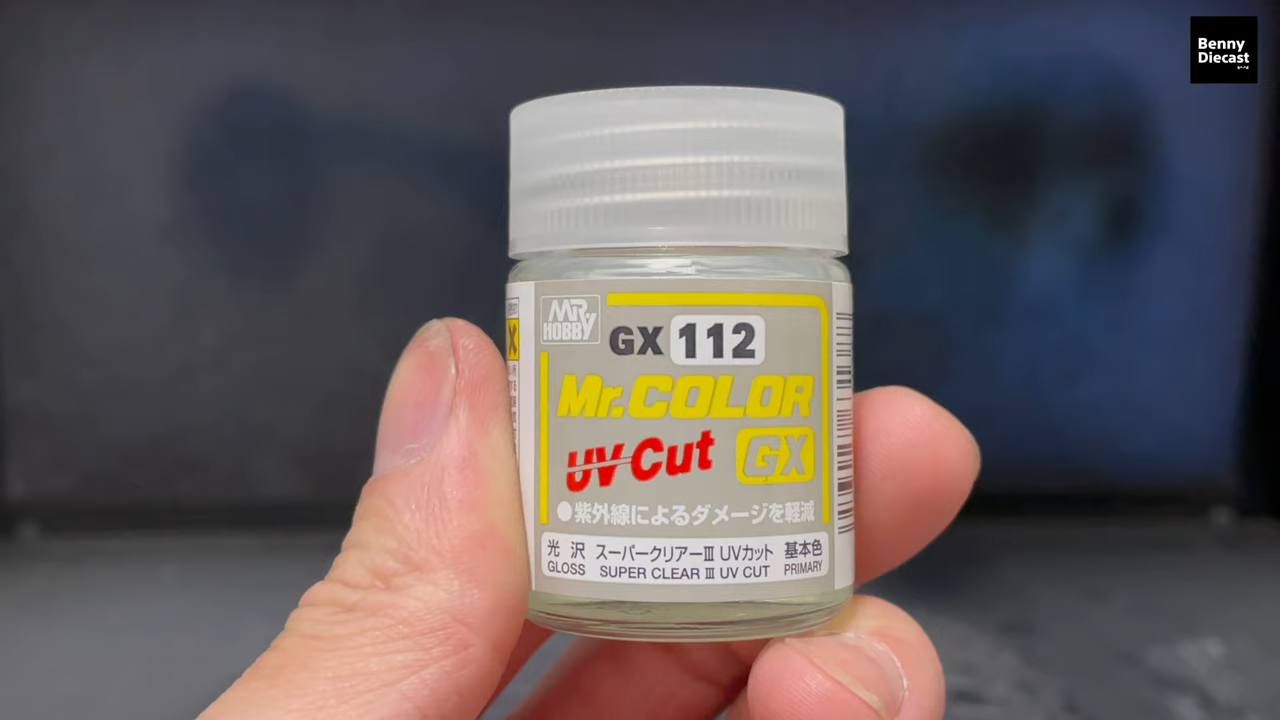 Benny
Diecast
MR.
HOBBY
GX 112
Mr.COLOR
UV Cut GX
●紫外線によるダメージを軽減
光沢 スーパークリアーⅢ UVカット 基本色
GLOSS SUPER CLEAR Ⅲ UV CUT PRIMARY